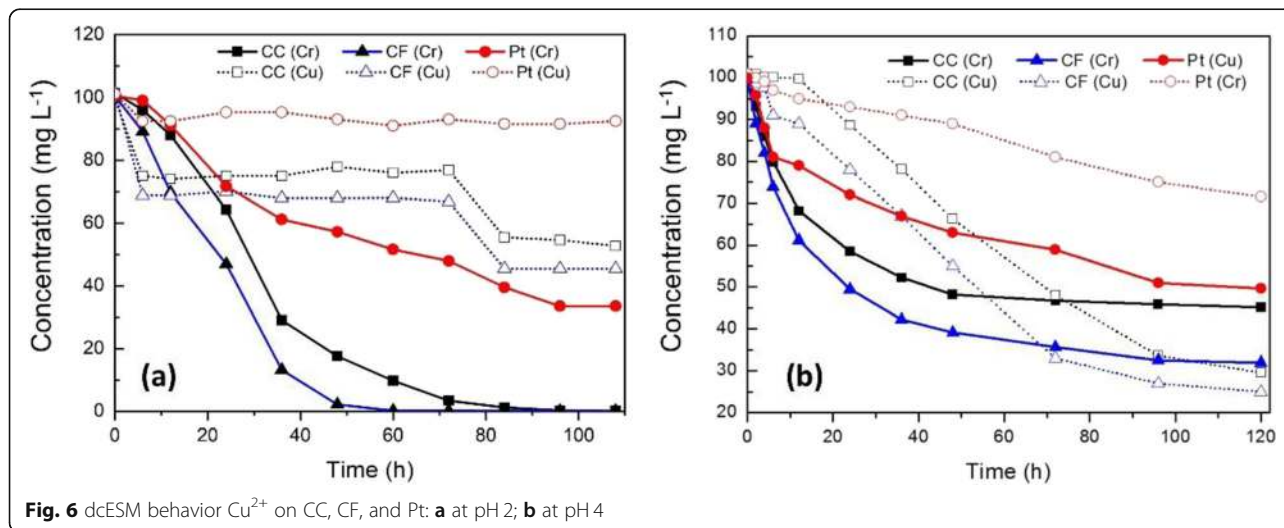 120
100
80
60
40
20
0
Concentration (mg L⁻¹)
CC (Cr) CF (Cr) Pt (Cr)
CC (Cu) CF (Cu) Pt (Cu)
(a)
0 20 40 60 80 100
Time (h)
110
100
90
80
70
60
50
40
30
20
Concentration (mg L⁻¹)
CC (Cr) CF (Cr) Pt (Cu)
CC (Cu) CF (Cu) Pt (Cr)
(b)
0 20 40 60 80 100 120
Time (h)
Fig. 6 dcESM behavior Cu²⁺ on CC, CF, and Pt: a at pH 2; b at pH 4